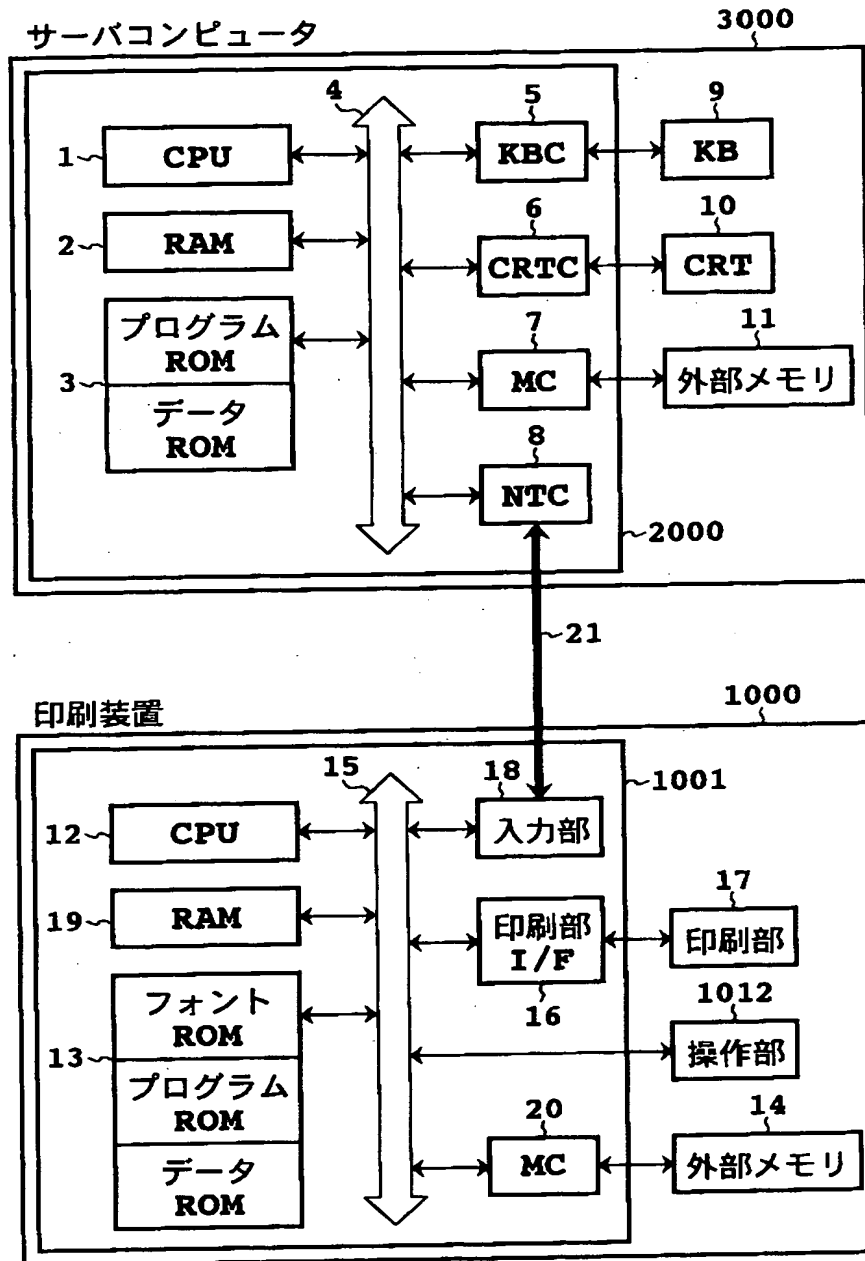 サーバコンピュータ
3000
4
5
9
1
CPU
KBC
KB
6
10
2
RAM
CRTC
CRT
プログラム
ROM
7
11
3
MC
外部メモリ
データ
ROM
8
NTC
2000
21
印刷装置
1000
15
18
1001
12
CPU
入力部
17
19
RAM
印刷部
I/F
印刷部
16
1012
フォント
ROM
操作部
13
プログラム
ROM
20
14
MC
外部メモリ
データ
ROM